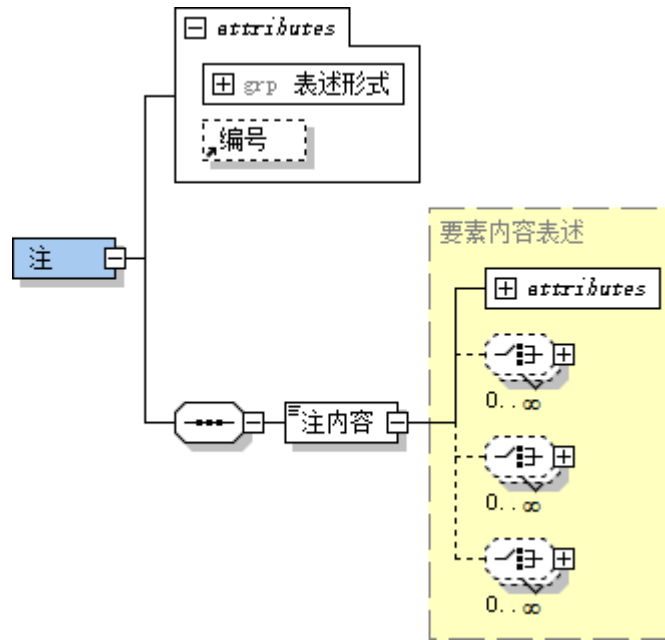 attributes
grp 表述形式
编号
要素内容表述
注
attributes
0..∞
注内容
0..∞
0..∞